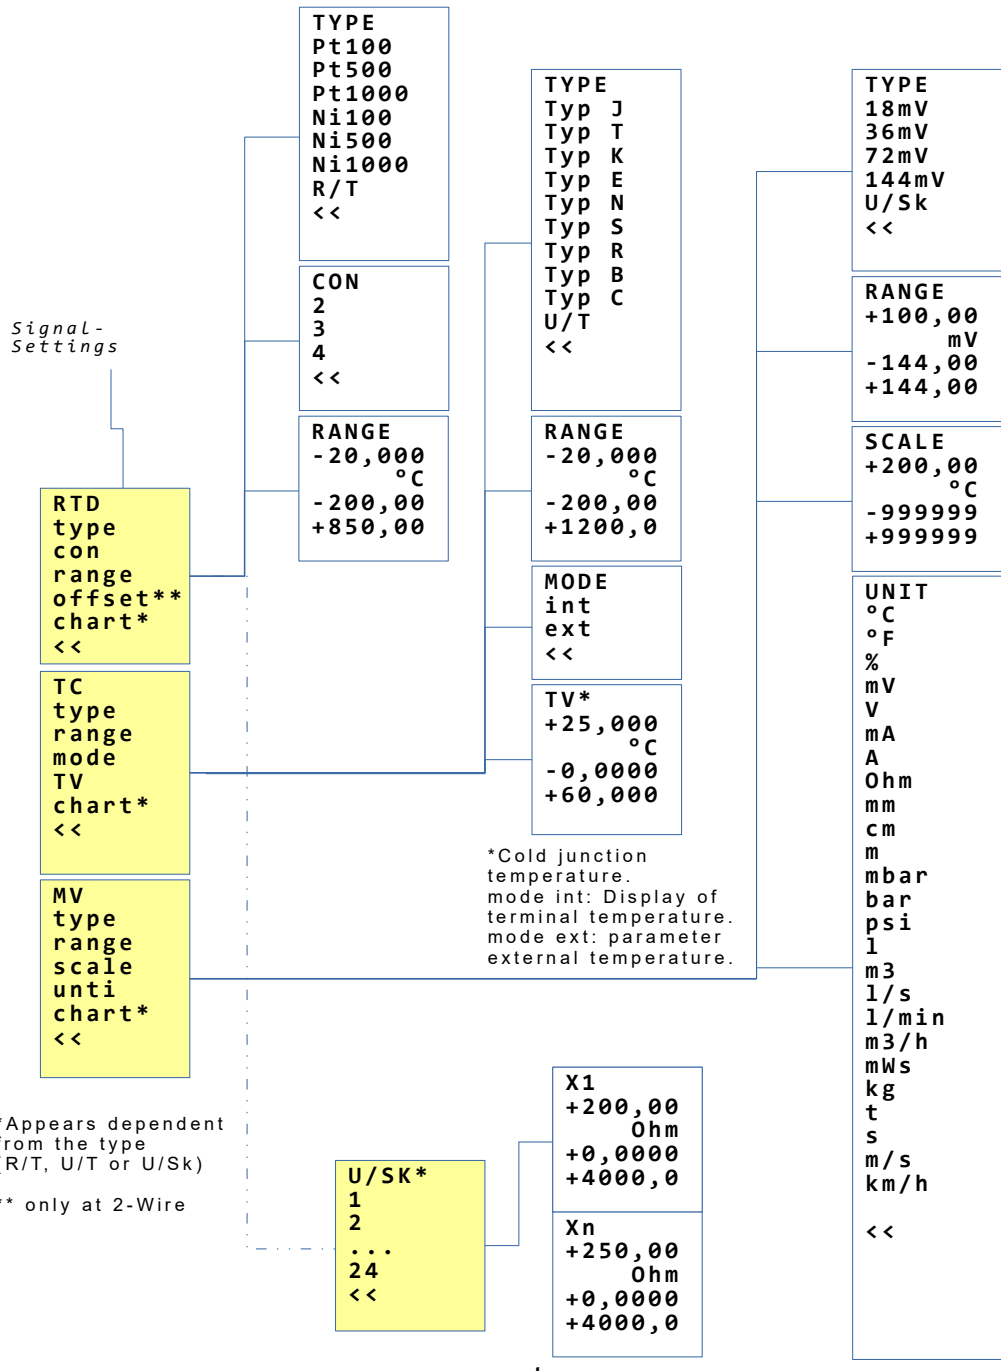 Signal-
Settings
RTD
type
con
range
offset**
chart*
<<
TC
type
range
mode
TV
chart*
<<
MV
type
range
scale
unti
chart*
<<
*Appears dependent
from the type
(R/T, U/T or U/Sk)
** only at 2-Wire
TYPE
Pt100
Pt500
Pt1000
Ni100
Ni500
Ni1000
R/T
<<
CON
2
3
4
<<
RANGE
-20,000
°C
-200,00
+850,00
U/SK*
1
2
...
24
<<
TYPE
Typ J
Typ T
Typ K
Typ E
Typ N
Typ S
Typ R
Typ B
Typ C
U/T
<<
RANGE
-20,000
°C
-200,00
+1200,0
MODE
int
ext
<<
TV*
+25,000
°C
-0,0000
+60,000
*Cold junction
temperature.
mode int: Display of
terminal temperature.
mode ext: parameter
external temperature.
X1
+200,00
Ohm
+0,0000
+4000,0
Xn
+250,00
Ohm
+0,0000
+4000,0
TYPE
18mV
36mV
72mV
144mV
U/Sk
<<
RANGE
+100,00
mV
-144,00
+144,00
SCALE
+200,00
°C
-999999
+999999
UNIT
°C
°F
%
mV
V
mA
A
Ohm
mm
cm
m
mbar
bar
psi
l
m3
l/s
l/min
m3/h
mWs
kg
t
s
m/s
km/h
<<